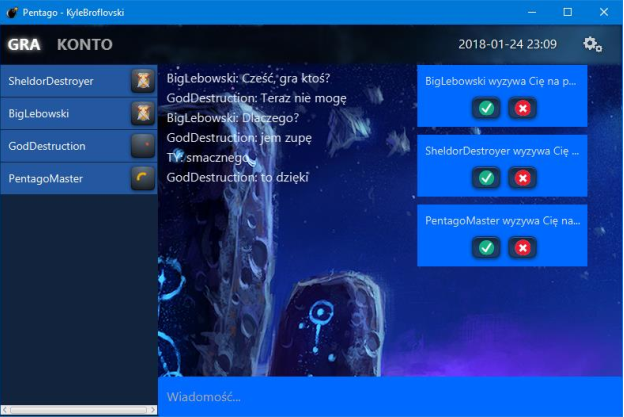 Pentago - KyleBroflovski
GRA KONTO
2018-01-24 23:09
SheldorDestroyer
BigLebowski
GodDestruction
PentagoMaster
BigLebowski: Cześć, gra ktoś?
GodDestruction: Teraz nie mogę
BigLebowski: Dlaczego?
GodDestruction: jem zupę
TY: smacznego
GodDestruction: to dzięki
BigLebowski wyzywa Cię na p...
SheldorDestroyer wyzywa Cię ...
PentagoMaster wyzywa Cię na...
Wiadomość...